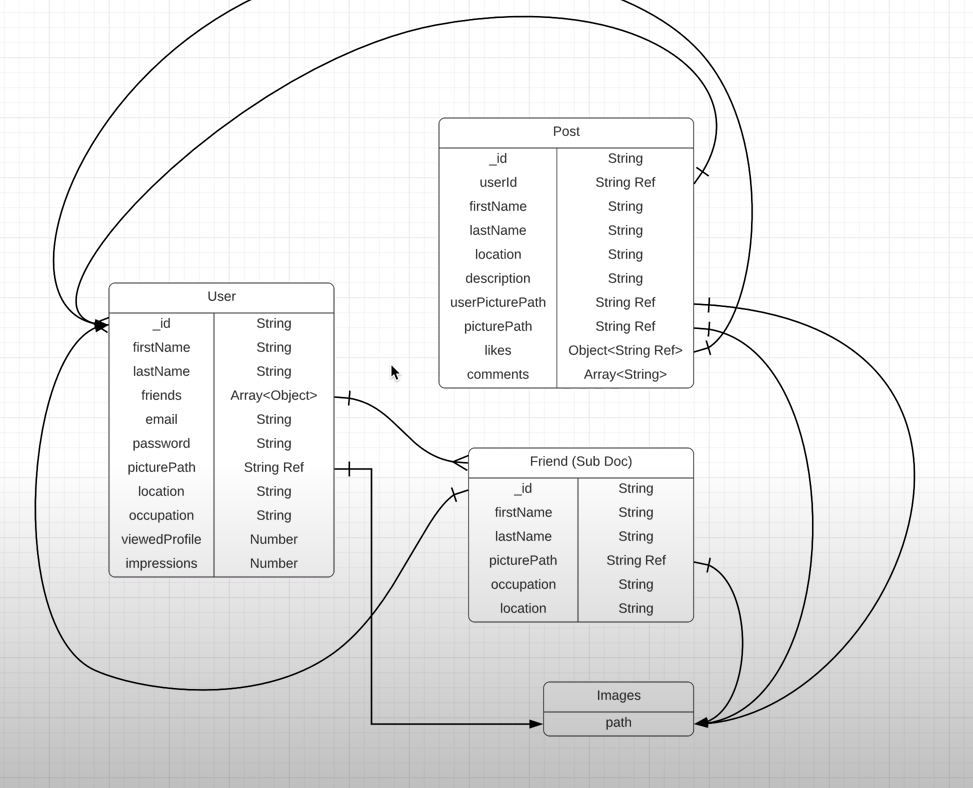 Post
_id String
userId String Ref
firstName String
lastName String
location String
description String
userPicturePath String Ref
picturePath String Ref
likes Object<String Ref>
comments Array<String>
User
_id String
firstName String
lastName String
friends Array<Object>
email String
password String
picturePath String Ref
location String
occupation String
viewedProfile Number
impressions Number
Friend (Sub Doc)
_id String
firstName String
lastName String
picturePath String Ref
occupation String
location String
Images
path